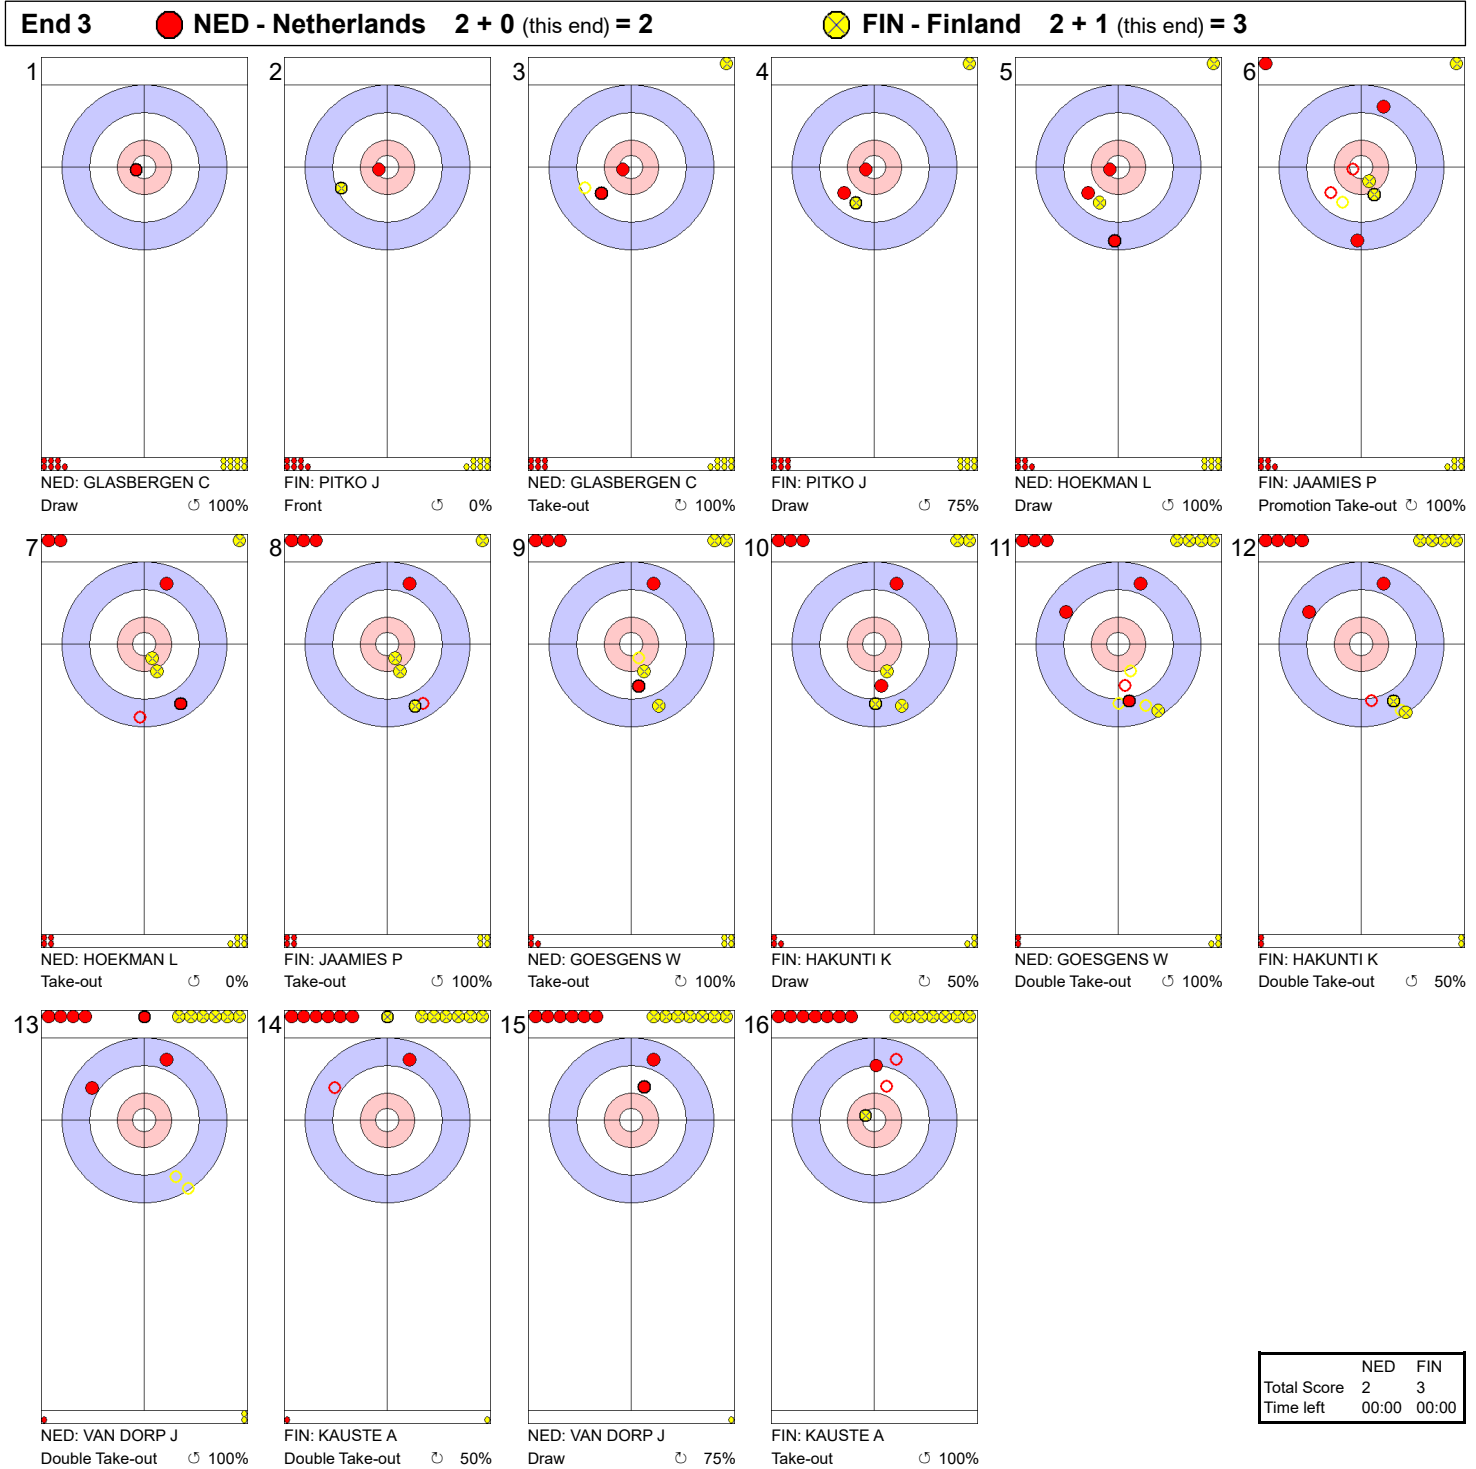 End 3 NED - Netherlands 2 + 0 (this end) = 2 FIN - Finland 2 + 1 (this end) = 3
1 2 3 4 5 6
NED: GLASBERGEN C FIN: PITKO J NED: GLASBERGEN C FIN: PITKO J NED: HOEKMAN L FIN: JAAMIES P
Draw 100% Front 0% Take-out 100% Draw 75% Draw 100% Promotion Take-out 100%
7 8 9 10 11 12
NED: HOEKMAN L FIN: JAAMIES P NED: GOESGENS W FIN: HAKUNTI K NED: GOESGENS W FIN: HAKUNTI K
Take-out 0% Take-out 100% Take-out 100% Draw 50% Double Take-out 100% Double Take-out 50%
13 14 15 16
NED: VAN DORP J FIN: KAUSTE A NED: VAN DORP J FIN: KAUSTE A
Double Take-out 100% Double Take-out 50% Draw 75% Take-out 100%
NED FIN
Total Score 2 3
Time left 00:00 00:00